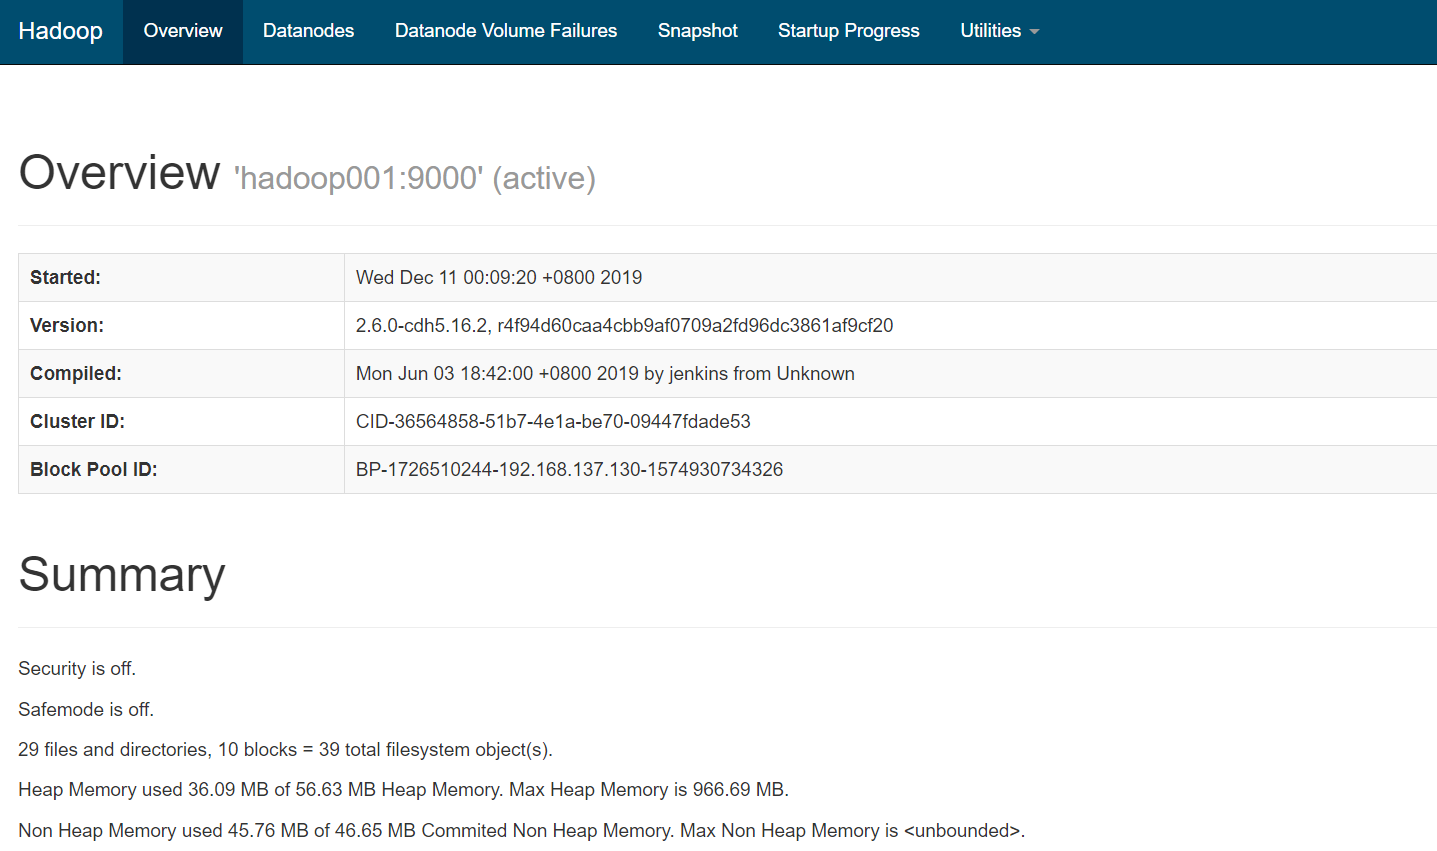 Hadoop Overview Datanodes Datanode Volume Failures Snapshot Startup Progress Utilities
Overview 'hadoop001:9000' (active)
Started: Wed Dec 11 00:09:20 +0800 2019
Version: 2.6.0-cdh5.16.2, r4f94d60caa4cbb9af0709a2fd96dc3861af9cf20
Compiled: Mon Jun 03 18:42:00 +0800 2019 by jenkins from Unknown
Cluster ID: CID-36564858-51b7-4e1a-be70-09447fdade53
Block Pool ID: BP-1726510244-192.168.137.130-1574930734326
Summary
Security is off.
Safemode is off.
29 files and directories, 10 blocks = 39 total filesystem object(s).
Heap Memory used 36.09 MB of 56.63 MB Heap Memory. Max Heap Memory is 966.69 MB.
Non Heap Memory used 45.76 MB of 46.65 MB Commited Non Heap Memory. Max Non Heap Memory is <unbounded>.